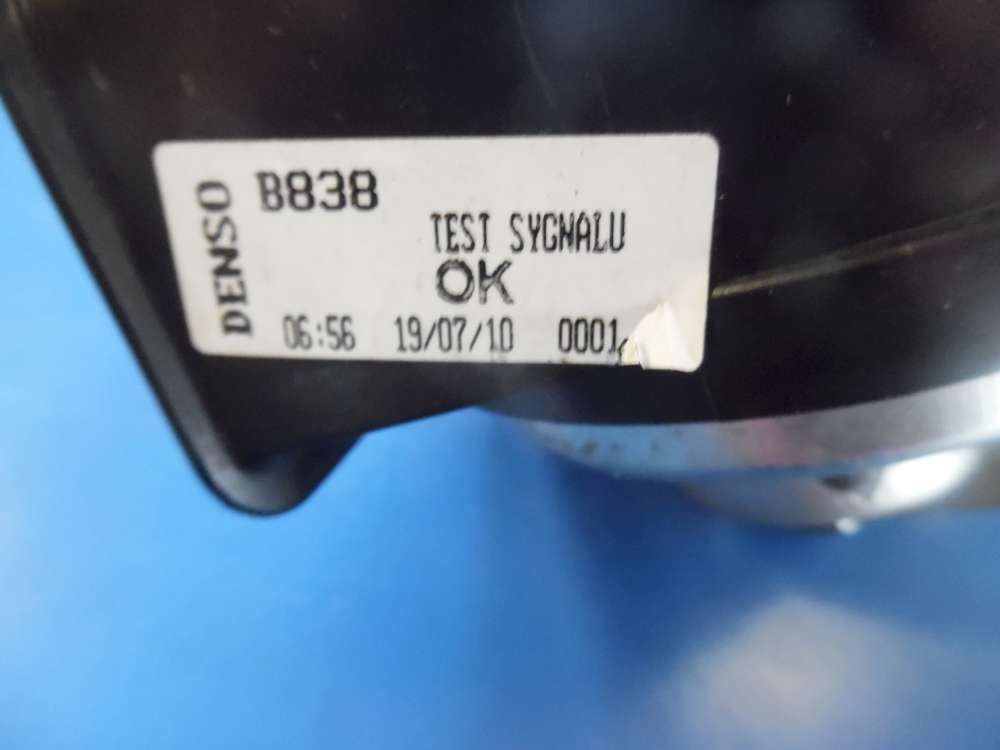 DENSO
B838
TEST SYGNALU
OK
06:56 19/07/10 0001